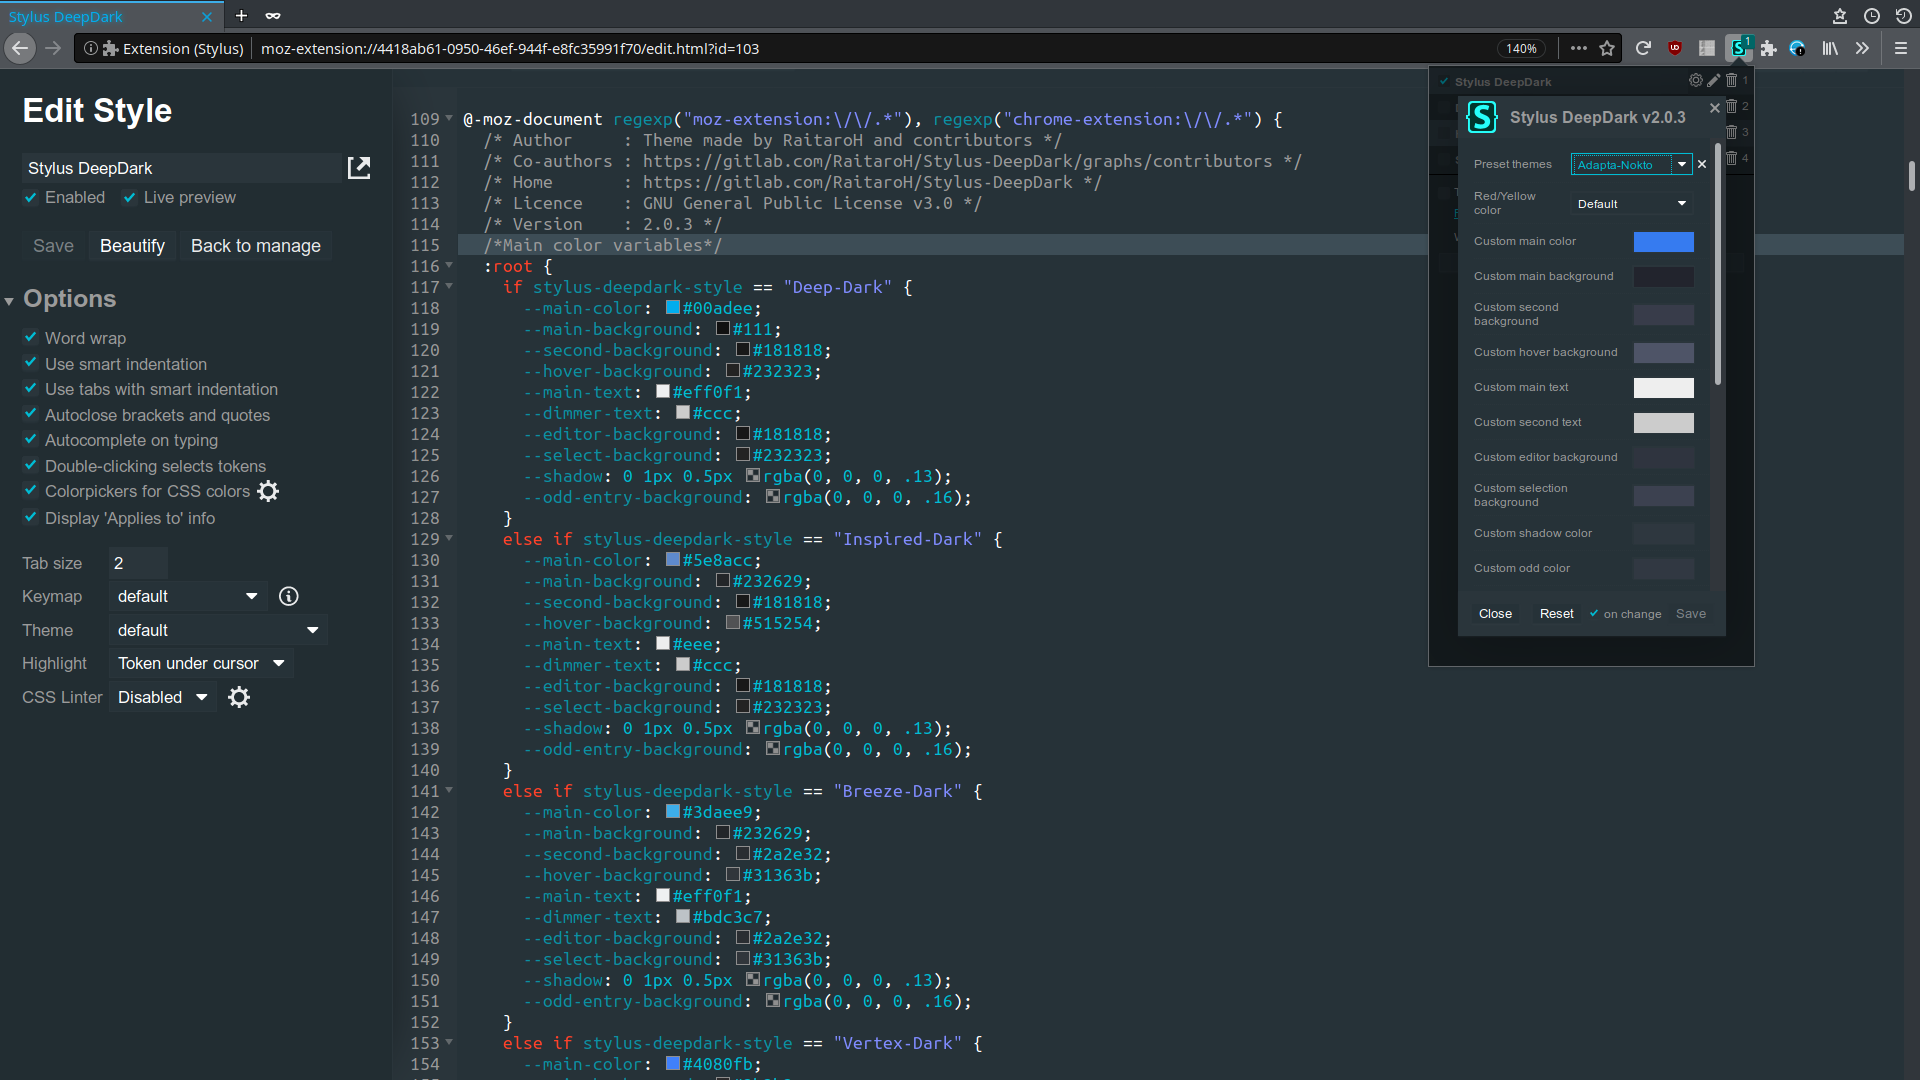 Stylus DeepDark
Extension (Stylus)
moz-extension://4418ab61-0950-46ef-944f-e8fc35991f70/edit.html?id=103
140%
1
Edit Style
Stylus DeepDark
Enabled
Live preview
Save
Beautify
Back to manage
Options
Word wrap
Use smart indentation
Use tabs with smart indentation
Autoclose brackets and quotes
Autocomplete on typing
Double-clicking selects tokens
Colorpickers for CSS colors
Display 'Applies to' info
Tab size 2
Keymap default
Theme default
Highlight Token under cursor
CSS Linter Disabled
109 @-moz-document regexp("moz-extension:\/\/.*"), regexp("chrome-extension:\/\/.*") {
110 /* Author : Theme made by RaitaroH and contributors */
111 /* Co-authors : https://gitlab.com/RaitaroH/Stylus-DeepDark/graphs/contributors */
112 /* Home : https://gitlab.com/RaitaroH/Stylus-DeepDark */
113 /* Licence : GNU General Public License v3.0 */
114 /* Version : 2.0.3 */
115 /*Main color variables*/
116 :root {
117 if stylus-deepdark-style == "Deep-Dark" {
118 --main-color: #00adee;
119 --main-background: #111;
120 --second-background: #181818;
121 --hover-background: #232323;
122 --main-text: #eff0f1;
123 --dimmer-text: #ccc;
124 --editor-background: #181818;
125 --select-background: #232323;
126 --shadow: 0 1px 0.5px rgba(0, 0, 0, .13);
127 --odd-entry-background: rgba(0, 0, 0, .16);
128 }
129 else if stylus-deepdark-style == "Inspired-Dark" {
130 --main-color: #5e8acc;
131 --main-background: #232629;
132 --second-background: #181818;
133 --hover-background: #515254;
134 --main-text: #eee;
135 --dimmer-text: #ccc;
136 --editor-background: #181818;
137 --select-background: #232323;
138 --shadow: 0 1px 0.5px rgba(0, 0, 0, .13);
139 --odd-entry-background: rgba(0, 0, 0, .16);
140 }
141 else if stylus-deepdark-style == "Breeze-Dark" {
142 --main-color: #3daee9;
143 --main-background: #232629;
144 --second-background: #2a2e32;
145 --hover-background: #31363b;
146 --main-text: #eff0f1;
147 --dimmer-text: #bdc3c7;
148 --editor-background: #2a2e32;
149 --select-background: #31363b;
150 --shadow: 0 1px 0.5px rgba(0, 0, 0, .13);
151 --odd-entry-background: rgba(0, 0, 0, .16);
152 }
153 else if stylus-deepdark-style == "Vertex-Dark" {
154 --main-color: #4080fb;
Stylus DeepDark 1
2
3
4
S Stylus DeepDark v2.0.3
Preset themes Adapta-Nokto
Red/Yellow
color
Default
Custom main color
Custom main background
Custom second
background
Custom hover background
Custom main text
Custom second text
Custom editor background
Custom selection
background
Custom shadow color
Custom odd color
Close
Reset
on change
Save